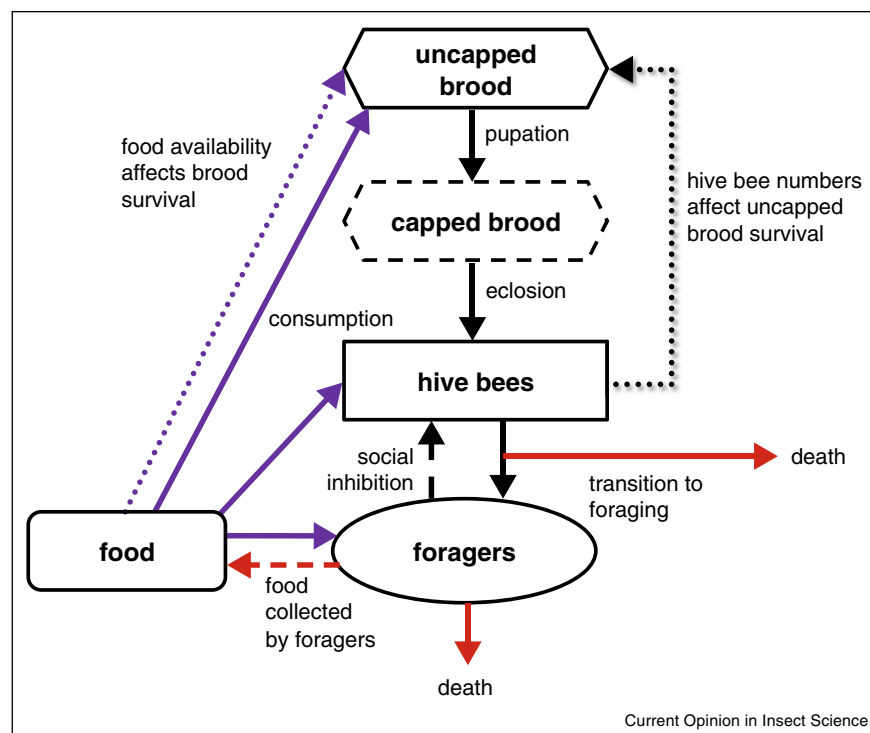 uncapped
brood
food availability
affects brood
survival
pupation
hive bee numbers
affect uncapped
brood survival
capped brood
eclosion
consumption
hive bees
social
inhibition
death
transition to
foraging
food
foragers
food
collected
by foragers
death
Current Opinion in Insect Science